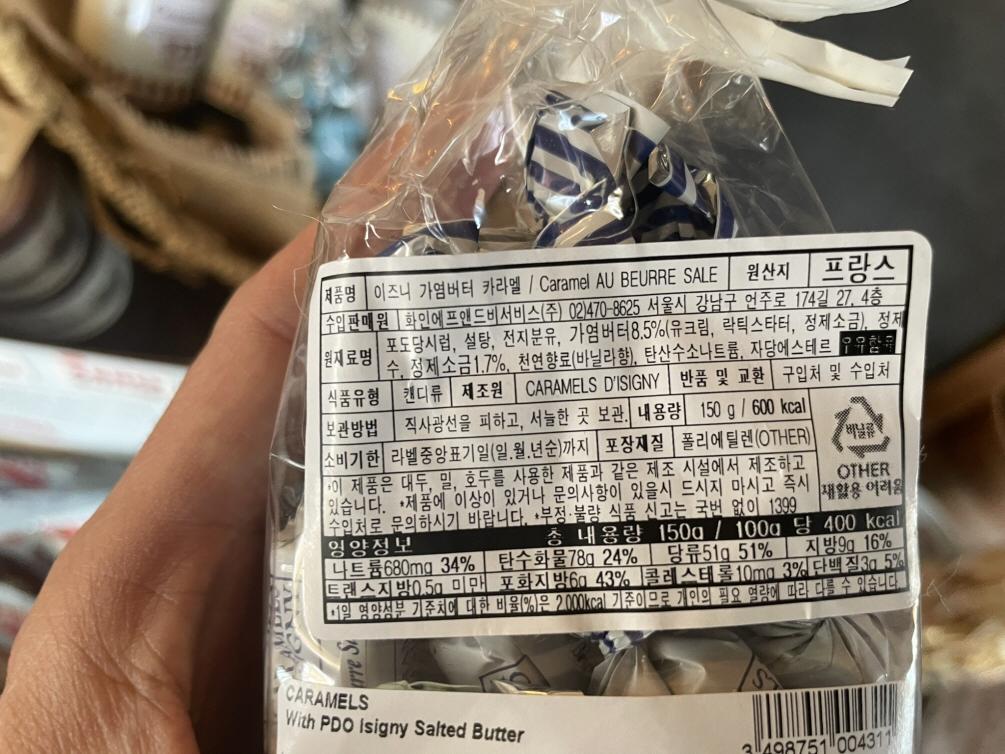 제품명 이즈니 가염버터 카라멜 / Caramel AU BEURRE SALE 원산지 프랑스
수입판매원 화인에프앤드비서비스(주) 02)470-8625 서울시 강남구 언주로 174길 27, 4층
원재료명 포도당시럽, 설탕, 전지분유, 가염버터8.5%(유크림, 락틱스타터, 정제소금), 정제
수, 정제소금1.7%, 천연향료(바닐라향), 탄산수소나트륨, 자당에스테르 우유함유
식품유형 캔디류 제조원 CARAMELS D'ISIGNY 반품 및 교환 구입처 및 수입처
보관방법 직사광선을 피하고, 서늘한 곳 보관. 내용량 150 g / 600 kcal
소비기한 라벨중앙표기일(일.월.년순)까지 포장재질 폴리에틸렌(OTHER)
비닐류
OTHER
재활용 어려움
*이 제품은 대두, 밀, 호두를 사용한 제품과 같은 제조 시설에서 제조하고
있습니다. *제품에 이상이 있거나 문의사항이 있을시 드시지 마시고 즉시
수입처로 문의하시기 바랍니다. *부정·불량 식품 신고는 국번 없이 1399
영양정보 총 내용량 150g / 100g 당 400 kcal
나트륨680mg 34% 탄수화물78g 24% 당류51g 51% 지방9g 16%
트랜스지방0.5g 미만 포화지방6g 43% 콜레스테롤10mg 3% 단백질3g 5%
*1일 영양성분 기준치에 대한 비율(%)은 2,000kcal 기준이므로 개인의 필요 열량에 따라 다를 수 있습니다.
CARAMELS
With PDO Isigny Salted Butter
3 498751 004311